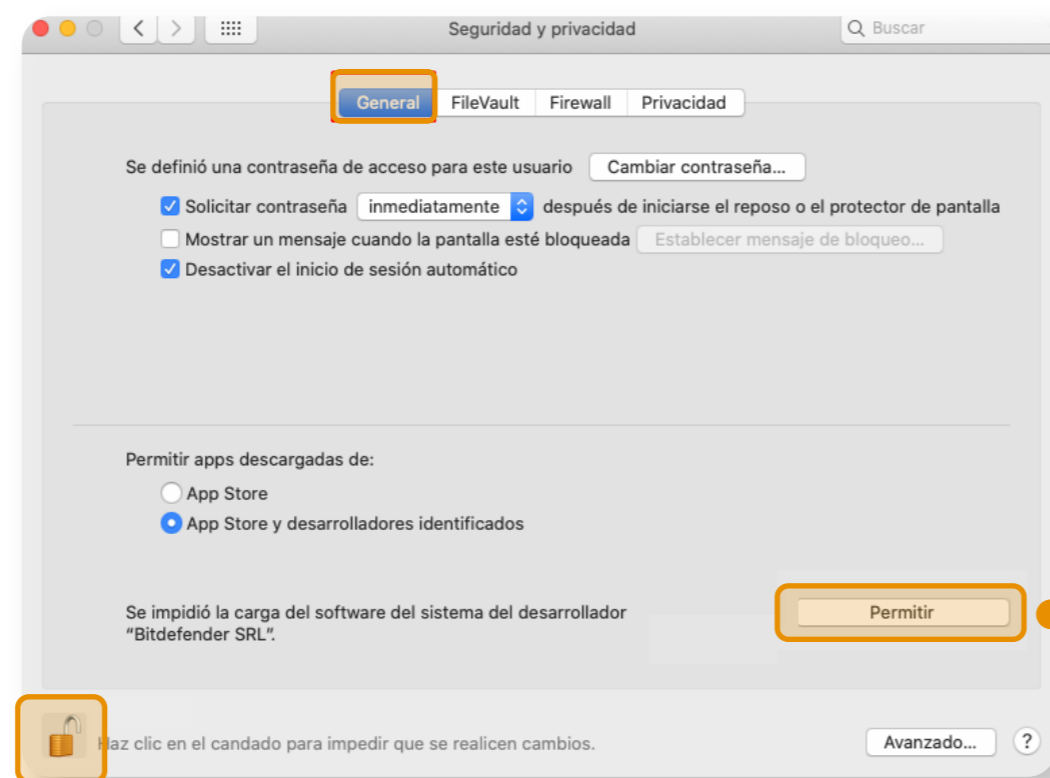 Seguridad y privacidad
Buscar
General FileVault Firewall Privacidad
Se definió una contraseña de acceso para este usuario Cambiar contraseña...
Solicitar contraseña inmediatamente después de iniciarse el reposo o el protector de pantalla
Mostrar un mensaje cuando la pantalla esté bloqueada Establecer mensaje de bloqueo...
Desactivar el inicio de sesión automático
Permitir apps descargadas de:
App Store
App Store y desarrolladores identificados
Se impidió la carga del software del sistema del desarrollador
“Bitdefender SRL”.
Permitir
Haz clic en el candado para impedir que se realicen cambios.
Avanzado... ?